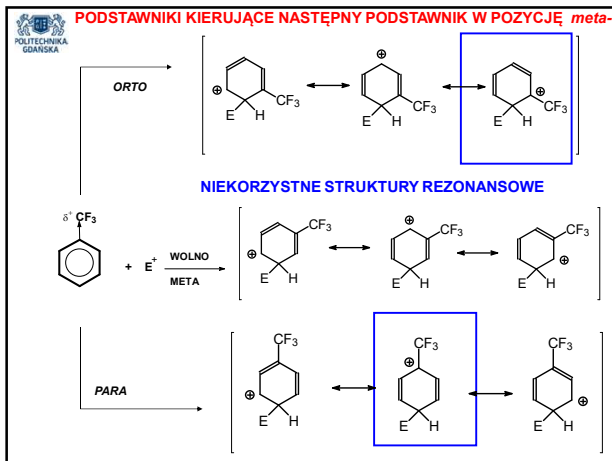 POLITECHNIKA
GDAŃSKA
PODSTAWNIKI KIERUJĄCE NASTĘPNY PODSTAWNIK W POZYCJĘ meta-
ORTO
⊕
E
H
CF3
⊕
E
H
CF3
⊕
E
H
CF3
NIEKORZYSTNE STRUKTURY REZONANSOWE
δ+ CF3
+ E+
WOLNO
META
⊕
E
H
CF3
⊕
E
H
CF3
⊕
E
H
CF3
PARA
CF3
⊕
E
H
CF3
⊕
E
H
CF3
⊕
E
H